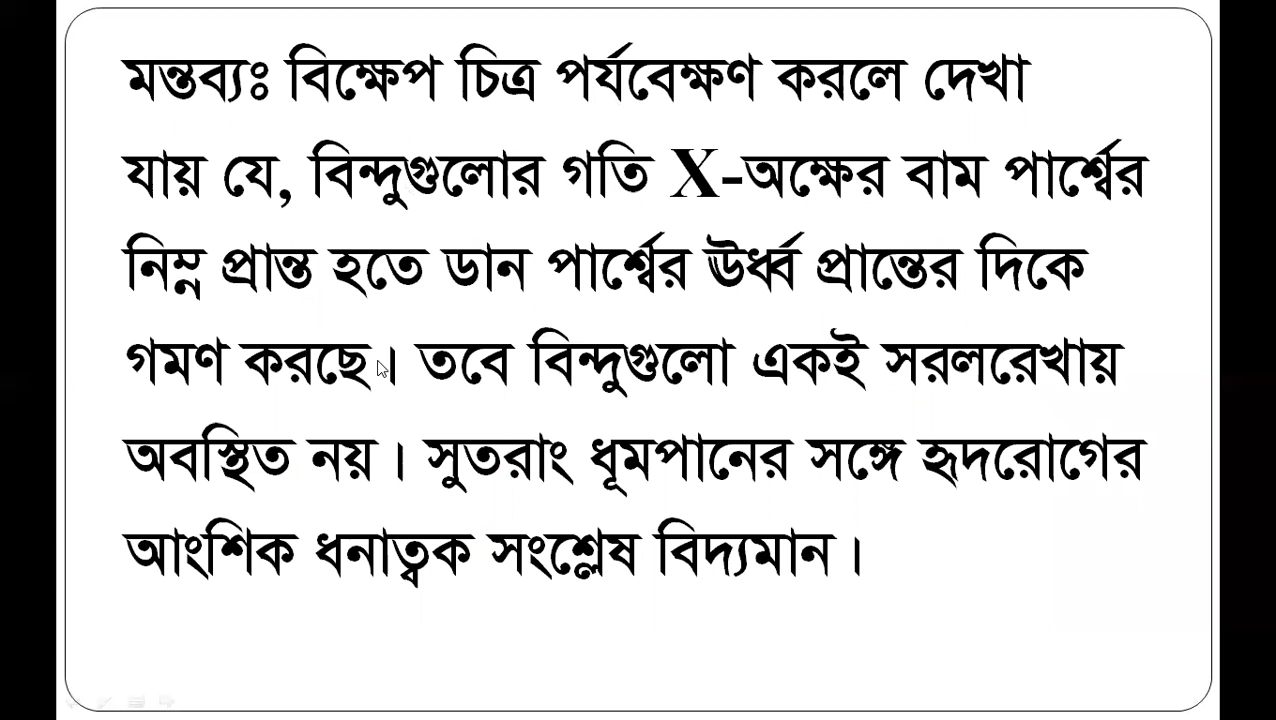 মন্তব্যঃ বিক্ষেপ চিত্র পর্যবেক্ষণ করলে দেখা
যায় যে, বিন্দুগুলোর গতি X-অক্ষের বাম পার্শ্বের
নিম্ন প্রান্ত হতে ডান পার্শ্বের ঊর্ধ্ব প্রান্তের দিকে
গমণ করছে। তবে বিন্দুগুলো একই সরলরেখায়
অবস্থিত নয়। সুতরাং ধূমপানের সঙ্গে হৃদরোগের
আংশিক ধনাত্বক সংশ্লেষ বিদ্যমান।